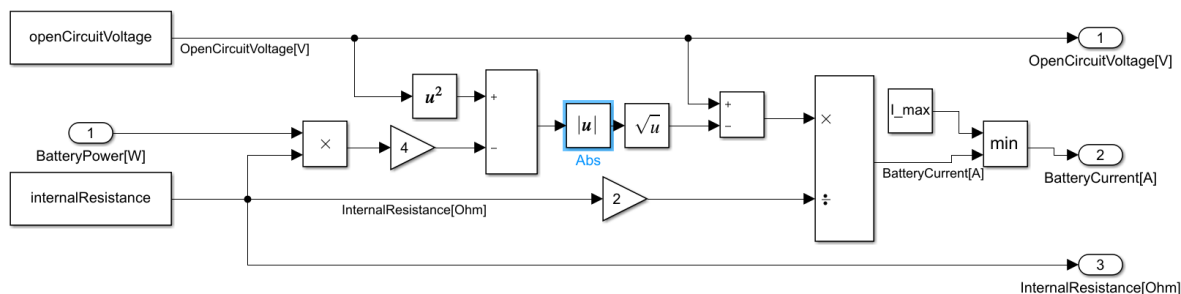 openCircuitVoltage
OpenCircuitVoltage[V]
1
OpenCircuitVoltage[V]
u²
+
−
|u|
Abs
√u
+
−
×
÷
I_max
min
BatteryCurrent[A]
2
BatteryCurrent[A]
1
BatteryPower[W]
×
4
internalResistance
InternalResistance[Ohm]
2
3
InternalResistance[Ohm]